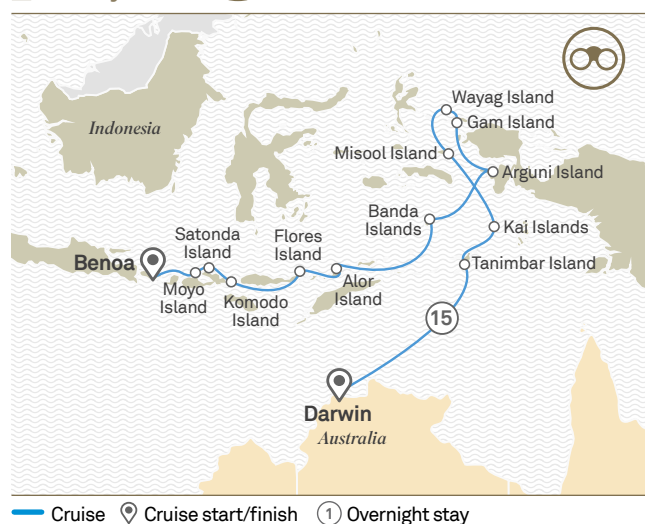 Wayag Island
Gam Island
Indonesia
Misool Island
Arguni Island
Banda
Islands
Kai Islands
Satonda
Island
Flores
Island
Benoa
Tanimbar Island
Moyo
Island
Komodo
Island
Alor
Island
15
Darwin
Australia
Cruise
Cruise start/finish
1
Overnight stay